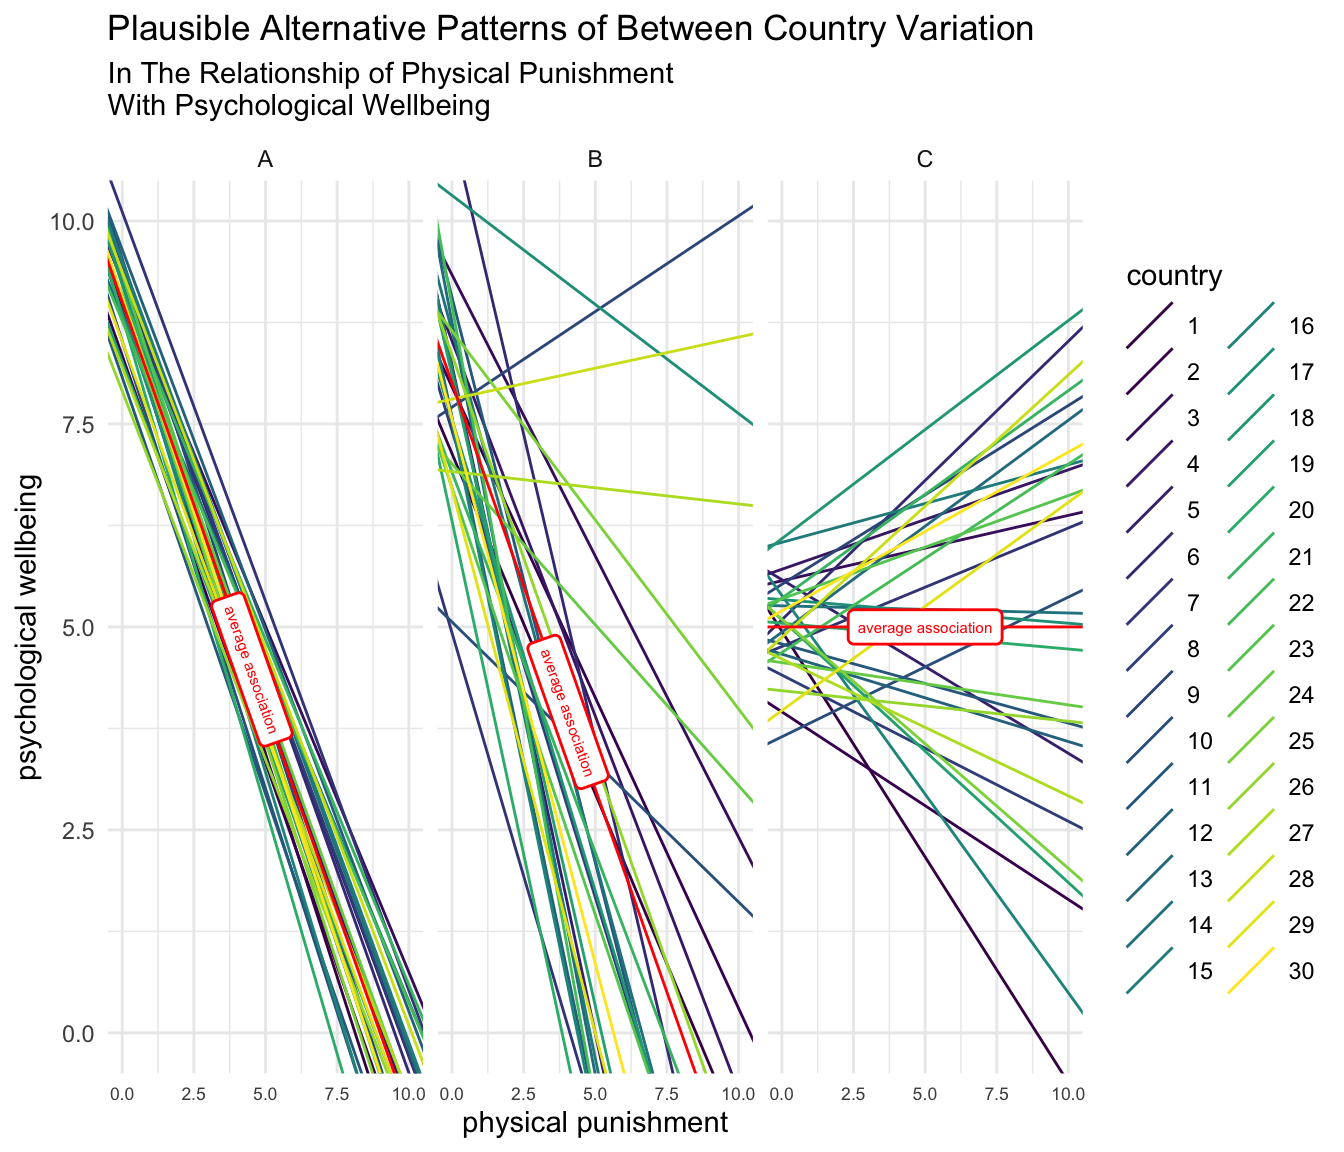 Plausible Alternative Patterns of Between Country Variation
In The Relationship of Physical Punishment
With Psychological Wellbeing
A
B
C
psychological wellbeing
10.0
7.5
5.0
2.5
0.0
average association
average association
average association
0.0 2.5 5.0 7.5 10.0
0.0 2.5 5.0 7.5 10.0
0.0 2.5 5.0 7.5 10.0
physical punishment
country
1
2
3
4
5
6
7
8
9
10
11
12
13
14
15
16
17
18
19
20
21
22
23
24
25
26
27
28
29
30